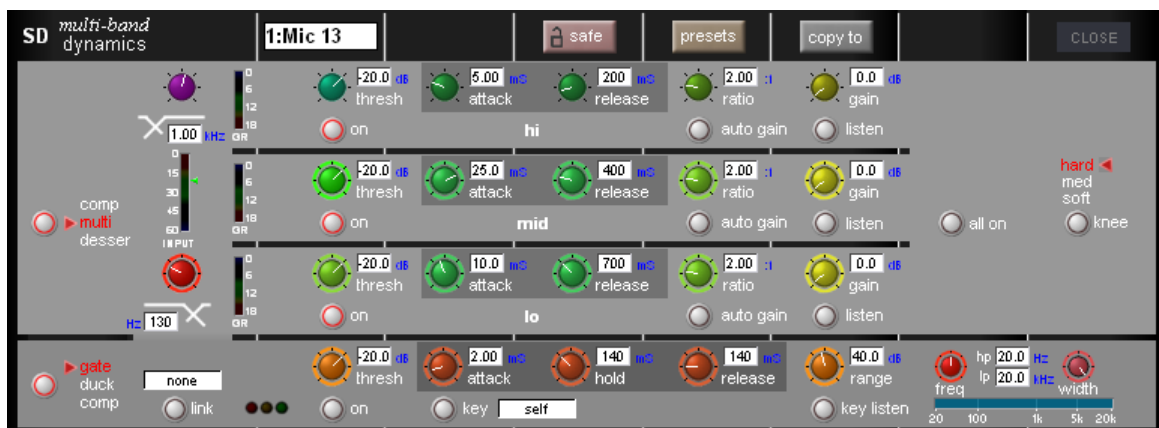 SD multi-band dynamics
1:Mic 13
safe
presets
copy to
CLOSE
-20.0 dB 5.00 mS 200 mS 2.00 :1 0.0 dB
thresh attack release ratio gain
0
6
12
18
GR
1.00 kHz
on hi auto gain listen
0
15
30
45
60
INPUT
-20.0 dB 25.0 mS 400 mS 2.00 :1 0.0 dB
thresh attack release ratio gain
0
6
12
18
GR
comp
multi
desser
on mid auto gain listen
all on
hard
med
soft
knee
-20.0 dB 10.0 mS 700 mS 2.00 :1 0.0 dB
thresh attack release ratio gain
0
6
12
18
GR
Hz 130
on lo auto gain listen
gate
duck
comp
none
link
-20.0 dB 2.00 mS 140 mS 140 mS 40.0 dB
thresh attack hold release range
on key self key listen
hp 20.0 Hz
lp 20.0 kHz
freq width
20 100 1k 5k 20k